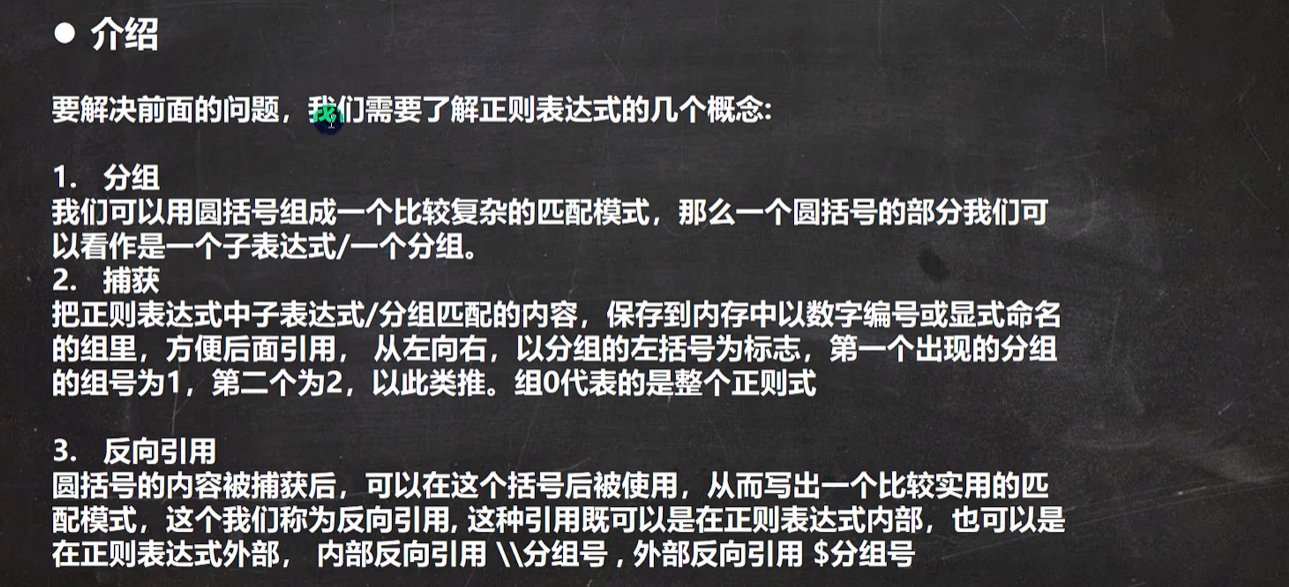 ● 介绍
要解决前面的问题，我们需要了解正则表达式的几个概念:
1. 分组
我们可以用圆括号组成一个比较复杂的匹配模式，那么一个圆括号的部分我们可
以看作是一个子表达式/一个分组。
2. 捕获
把正则表达式中子表达式/分组匹配的内容，保存到内存中以数字编号或显式命名
的组里，方便后面引用， 从左向右，以分组的左括号为标志，第一个出现的分组
的组号为1，第二个为2，以此类推。组0代表的是整个正则式
3. 反向引用
圆括号的内容被捕获后，可以在这个括号后被使用，从而写出一个比较实用的匹
配模式，这个我们称为反向引用, 这种引用既可以是在正则表达式内部，也可以是
在正则表达式外部， 内部反向引用 \\分组号 , 外部反向引用 $分组号